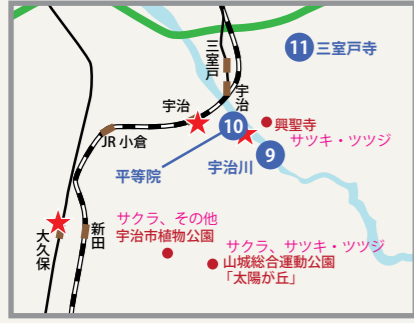 11 三室戸寺
三室戸
宇治
宇治
10
興聖寺
サツキ・ツツジ
JR 小倉
9
平等院
宇治川
サクラ、その他
宇治市植物公園
新田
大久保
サクラ、サツキ・ツツジ
山城総合運動公園
「太陽が丘」